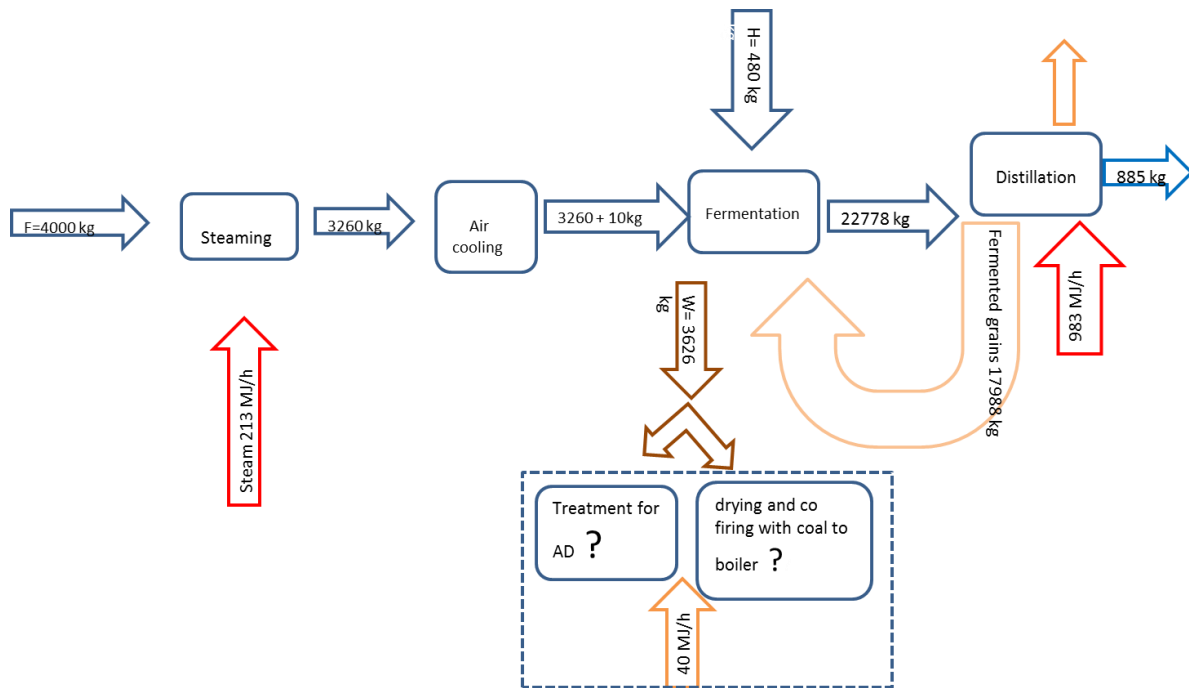 H= 480 kg
F=4000 kg
Steaming
3260 kg
Air
cooling
3260 + 10kg
Fermentation
22778 kg
Distillation
885 kg
Steam 213 MJ/h
W= 3626
kg
Fermented grains 17988 kg
983 MJ/h
Treatment for
AD ?
drying and co
firing with coal to
boiler ?
40 MJ/h